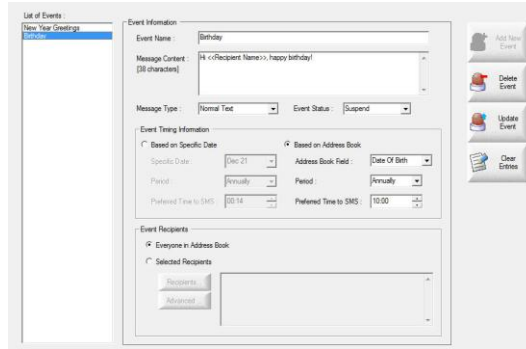 List of Events :
New Year Greetings
Birthday
Event Information
Event Name : Birthday
Message Content : Hi <<Recipient Name>>, happy birthday!
[38 characters]
Message Type : Normal Text Event Status : Suspend
Event Timing Information
Based on Specific Date Based on Address Book
Specific Date : Dec 21 Address Book Field : Date Of Birth
Period : Annually Period : Annually
Preferred Time to SMS : 00:14 Preferred Time to SMS : 10:00
Event Recipients
Everyone in Address Book
Selected Recipients
Recipients...
Advanced...
Add New
Event
Delete
Event
Update
Event
Clear
Entries